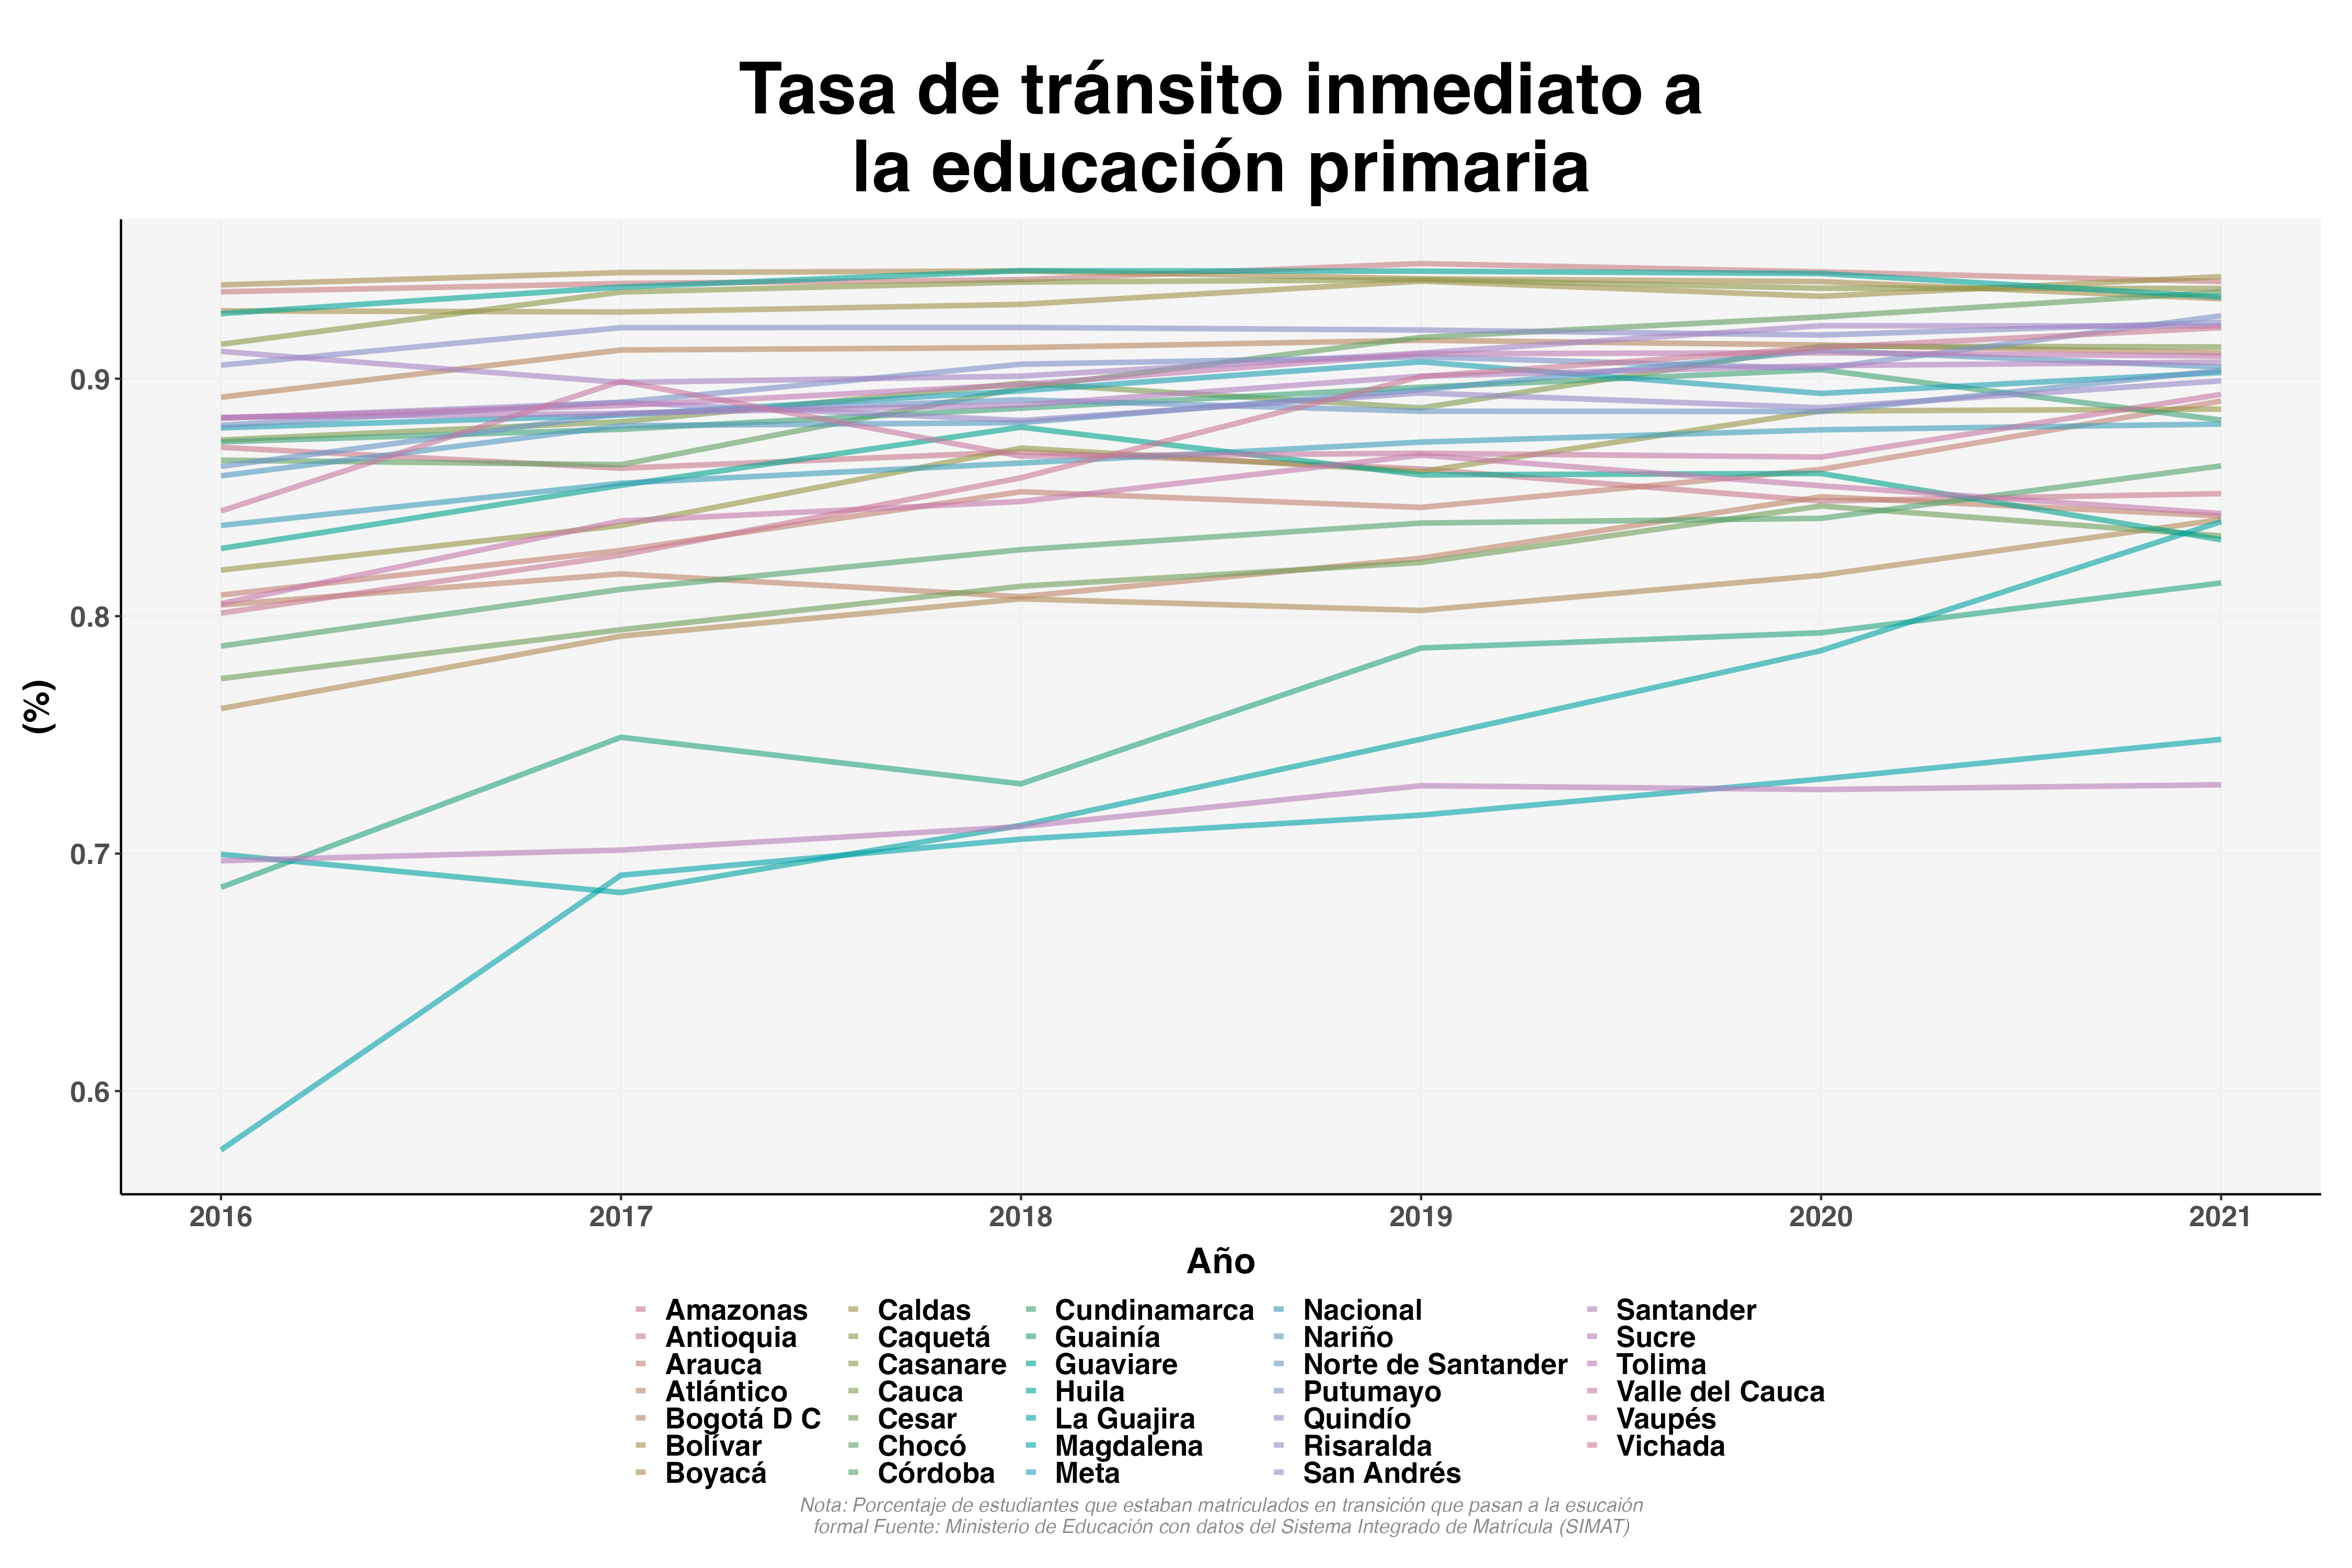 Tasa de tránsito inmediato a
la educación primaria
(%)
0.9
0.8
0.7
0.6
2016 2017 2018 2019 2020 2021
Año
Amazonas Caldas Cundinamarca Nacional Santander
Antioquia Caquetá Guainía Nariño Sucre
Arauca Casanare Guaviare Norte de Santander Tolima
Atlántico Cauca Huila Putumayo Valle del Cauca
Bogotá D C Cesar La Guajira Quindío Vaupés
Bolívar Chocó Magdalena Risaralda Vichada
Boyacá Córdoba Meta San Andrés
Nota: Porcentaje de estudiantes que estaban matriculados en transición que pasan a la esucaión
formal Fuente: Ministerio de Educación con datos del Sistema Integrado de Matrícula (SIMAT)